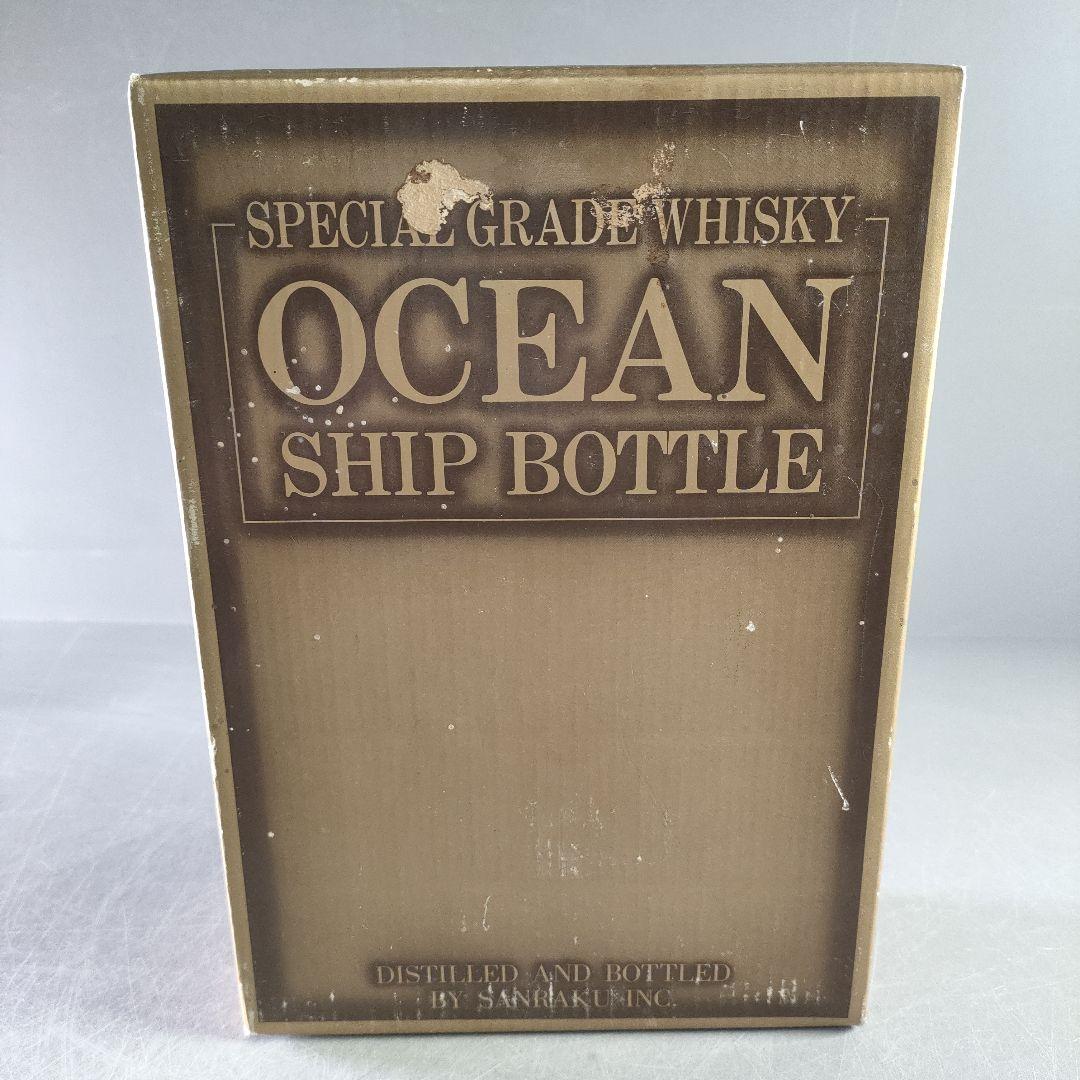 SPECIAL GRADE WHISKY
OCEAN
SHIP BOTTLE
DISTILLED AND BOTTLED
BY SANRAKU INC.